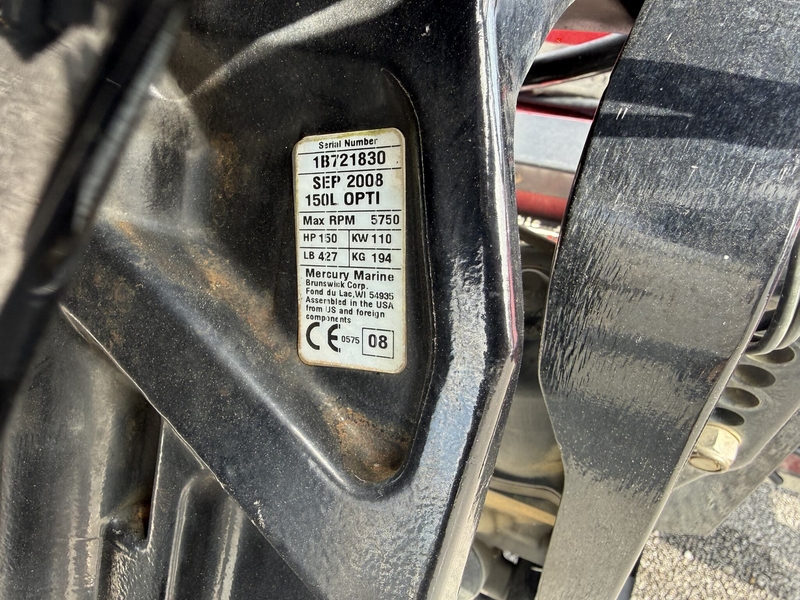 Serial Number
1B721830
SEP 2008
150L OPTI
Max RPM 5750
HP 150 KW 110
LB 427 KG 194
Mercury Marine
Brunswick Corp.
Fond du Lac, WI 54935
Assembled in the USA
from US and foreign
components
CE 0575 08